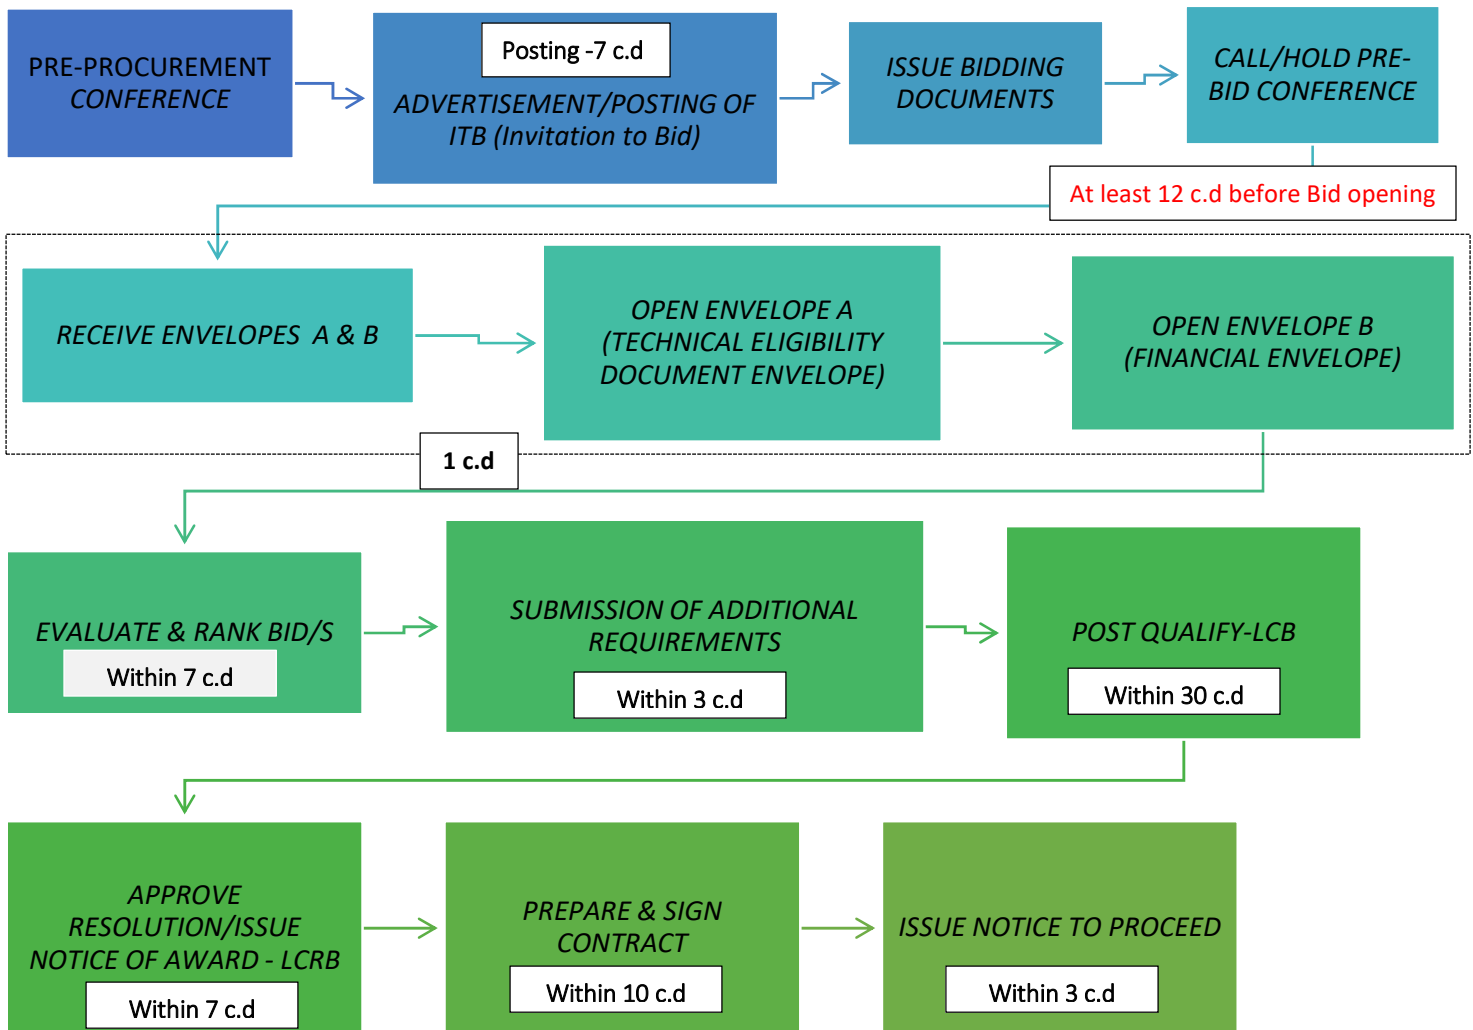 PRE-PROCUREMENT
CONFERENCE
Posting -7 c.d
ADVERTISEMENT/POSTING OF
ITB (Invitation to Bid)
ISSUE BIDDING
DOCUMENTS
CALL/HOLD PRE-
BID CONFERENCE
At least 12 c.d before Bid opening
RECEIVE ENVELOPES A & B
OPEN ENVELOPE A
(TECHNICAL ELIGIBILITY
DOCUMENT ENVELOPE)
OPEN ENVELOPE B
(FINANCIAL ENVELOPE)
1 c.d
EVALUATE & RANK BID/S
Within 7 c.d
SUBMISSION OF ADDITIONAL
REQUIREMENTS
Within 3 c.d
POST QUALIFY-LCB
Within 30 c.d
APPROVE
RESOLUTION/ISSUE
NOTICE OF AWARD - LCRB
Within 7 c.d
PREPARE & SIGN
CONTRACT
Within 10 c.d
ISSUE NOTICE TO PROCEED
Within 3 c.d